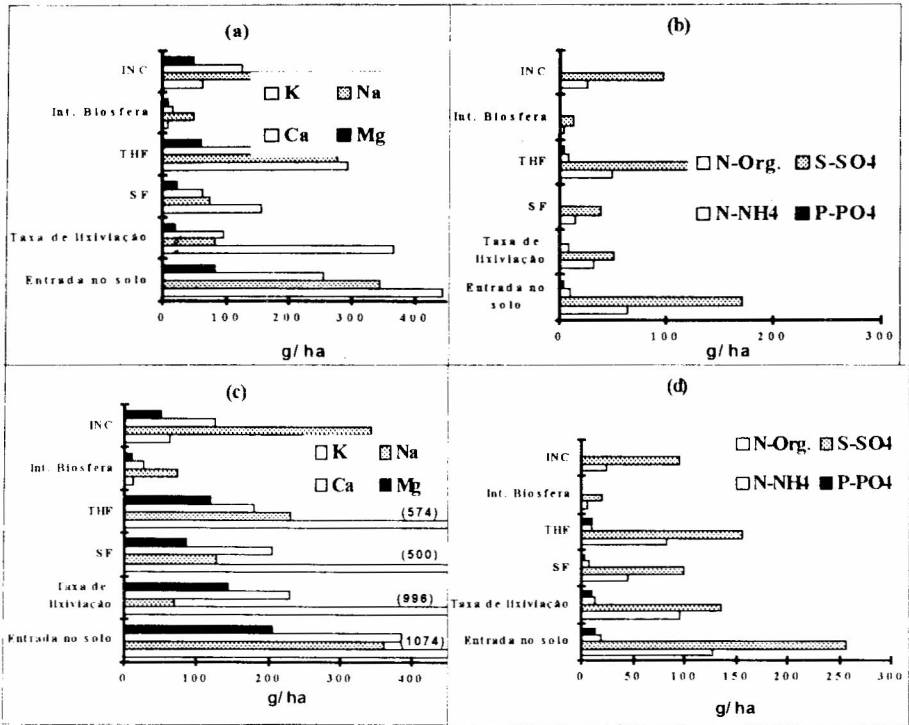 (a)
INC
Int. Biosfera
THF
SF
Taxa de lixiviação
Entrada no solo
K Na
Ca Mg
0 100 200 300 400
g/ha
(b)
INC
Int. Biosfera
THF
SF
Taxa de
lixiviação
Entrada no
solo
N-Org. S-SO4
N-NH4 P-PO4
0 100 200 300
g/ha
(c)
INC
Int. Biosfera
THF
SF
Taxa de
lixiviação
Entrada no solo
K Na
Ca Mg
(574)
(500)
(996)
(1074)
0 100 200 300 400
g/ha
(d)
INC
Int. Biosfera
THF
SF
Taxa de lixiviação
Entrada no solo
N-Org. S-SO4
N-NH4 P-PO4
0 50 100 150 200 250
g/ha